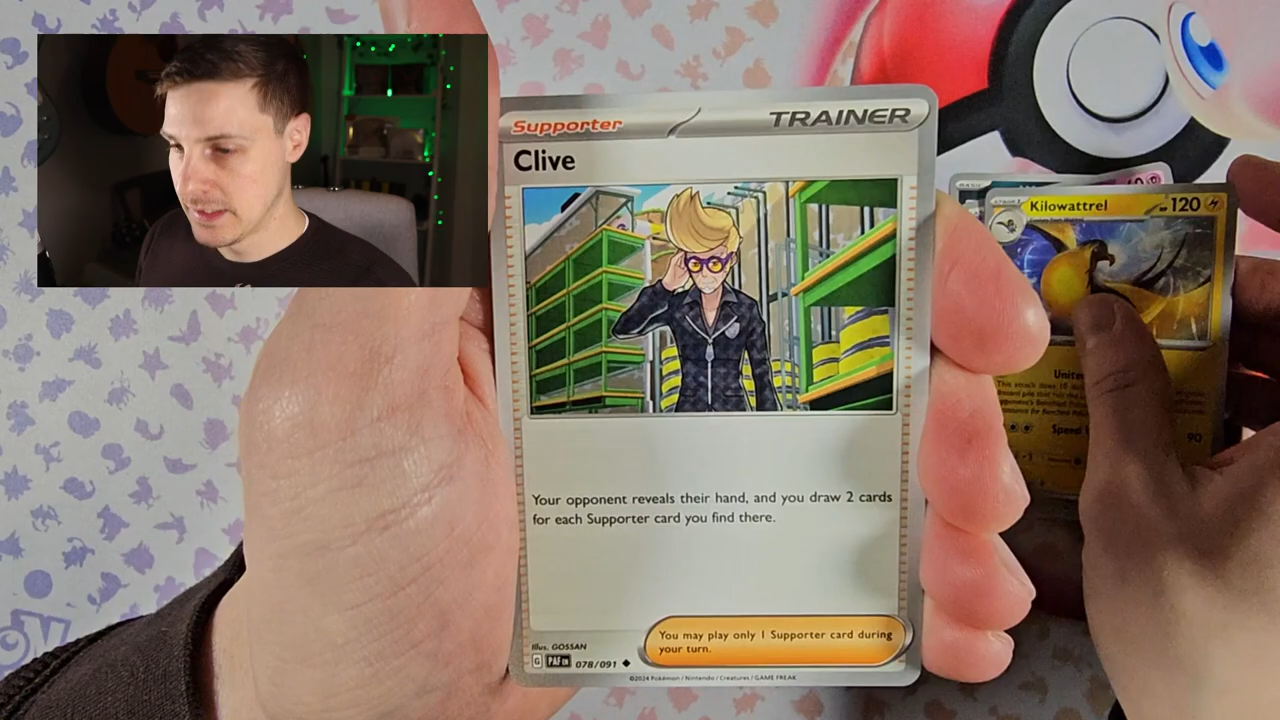 Supporter
TRAINER
Clive
Your opponent reveals their hand, and you draw 2 cards
for each Supporter card you find there.
You may play only 1 Supporter card during
your turn.
Illus. GOSSAN
G PAF EN 078/091
©2024 Pokémon / Nintendo / Creatures / GAME FREAK
Kilowattrel
120
90